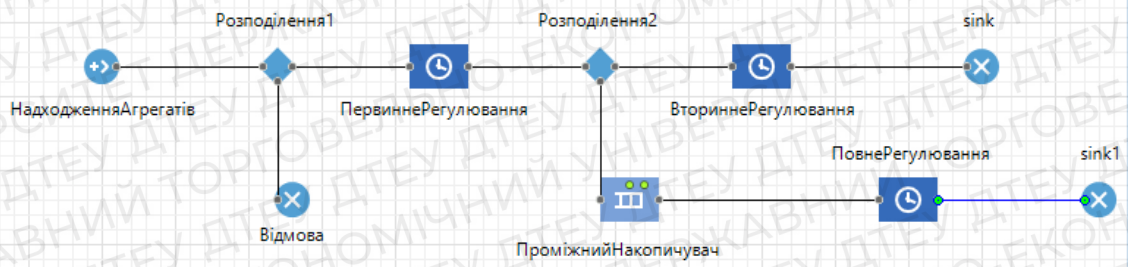 Розподілення1
Розподілення2
sink
НадходженняАгрегатів
ПервиннеРегулювання
ВториннеРегулювання
ПовнеРегулювання
sink1
Відмова
ПроміжнийНакопичувач